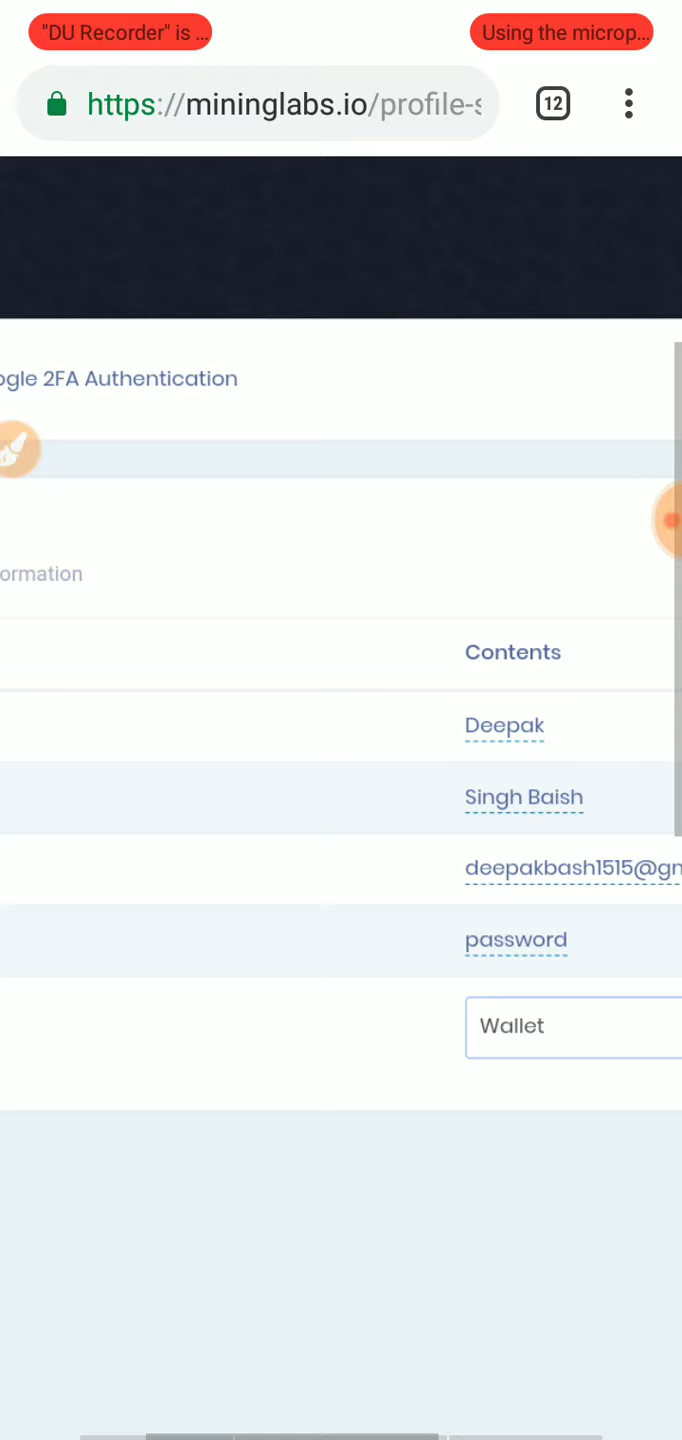 "DU Recorder" is ...
Using the microp...
https://mininglabs.io/profile-s
12
ogle 2FA Authentication
ormation
Contents
Deepak
Singh Baish
deepakbash1515@gm
password
Wallet